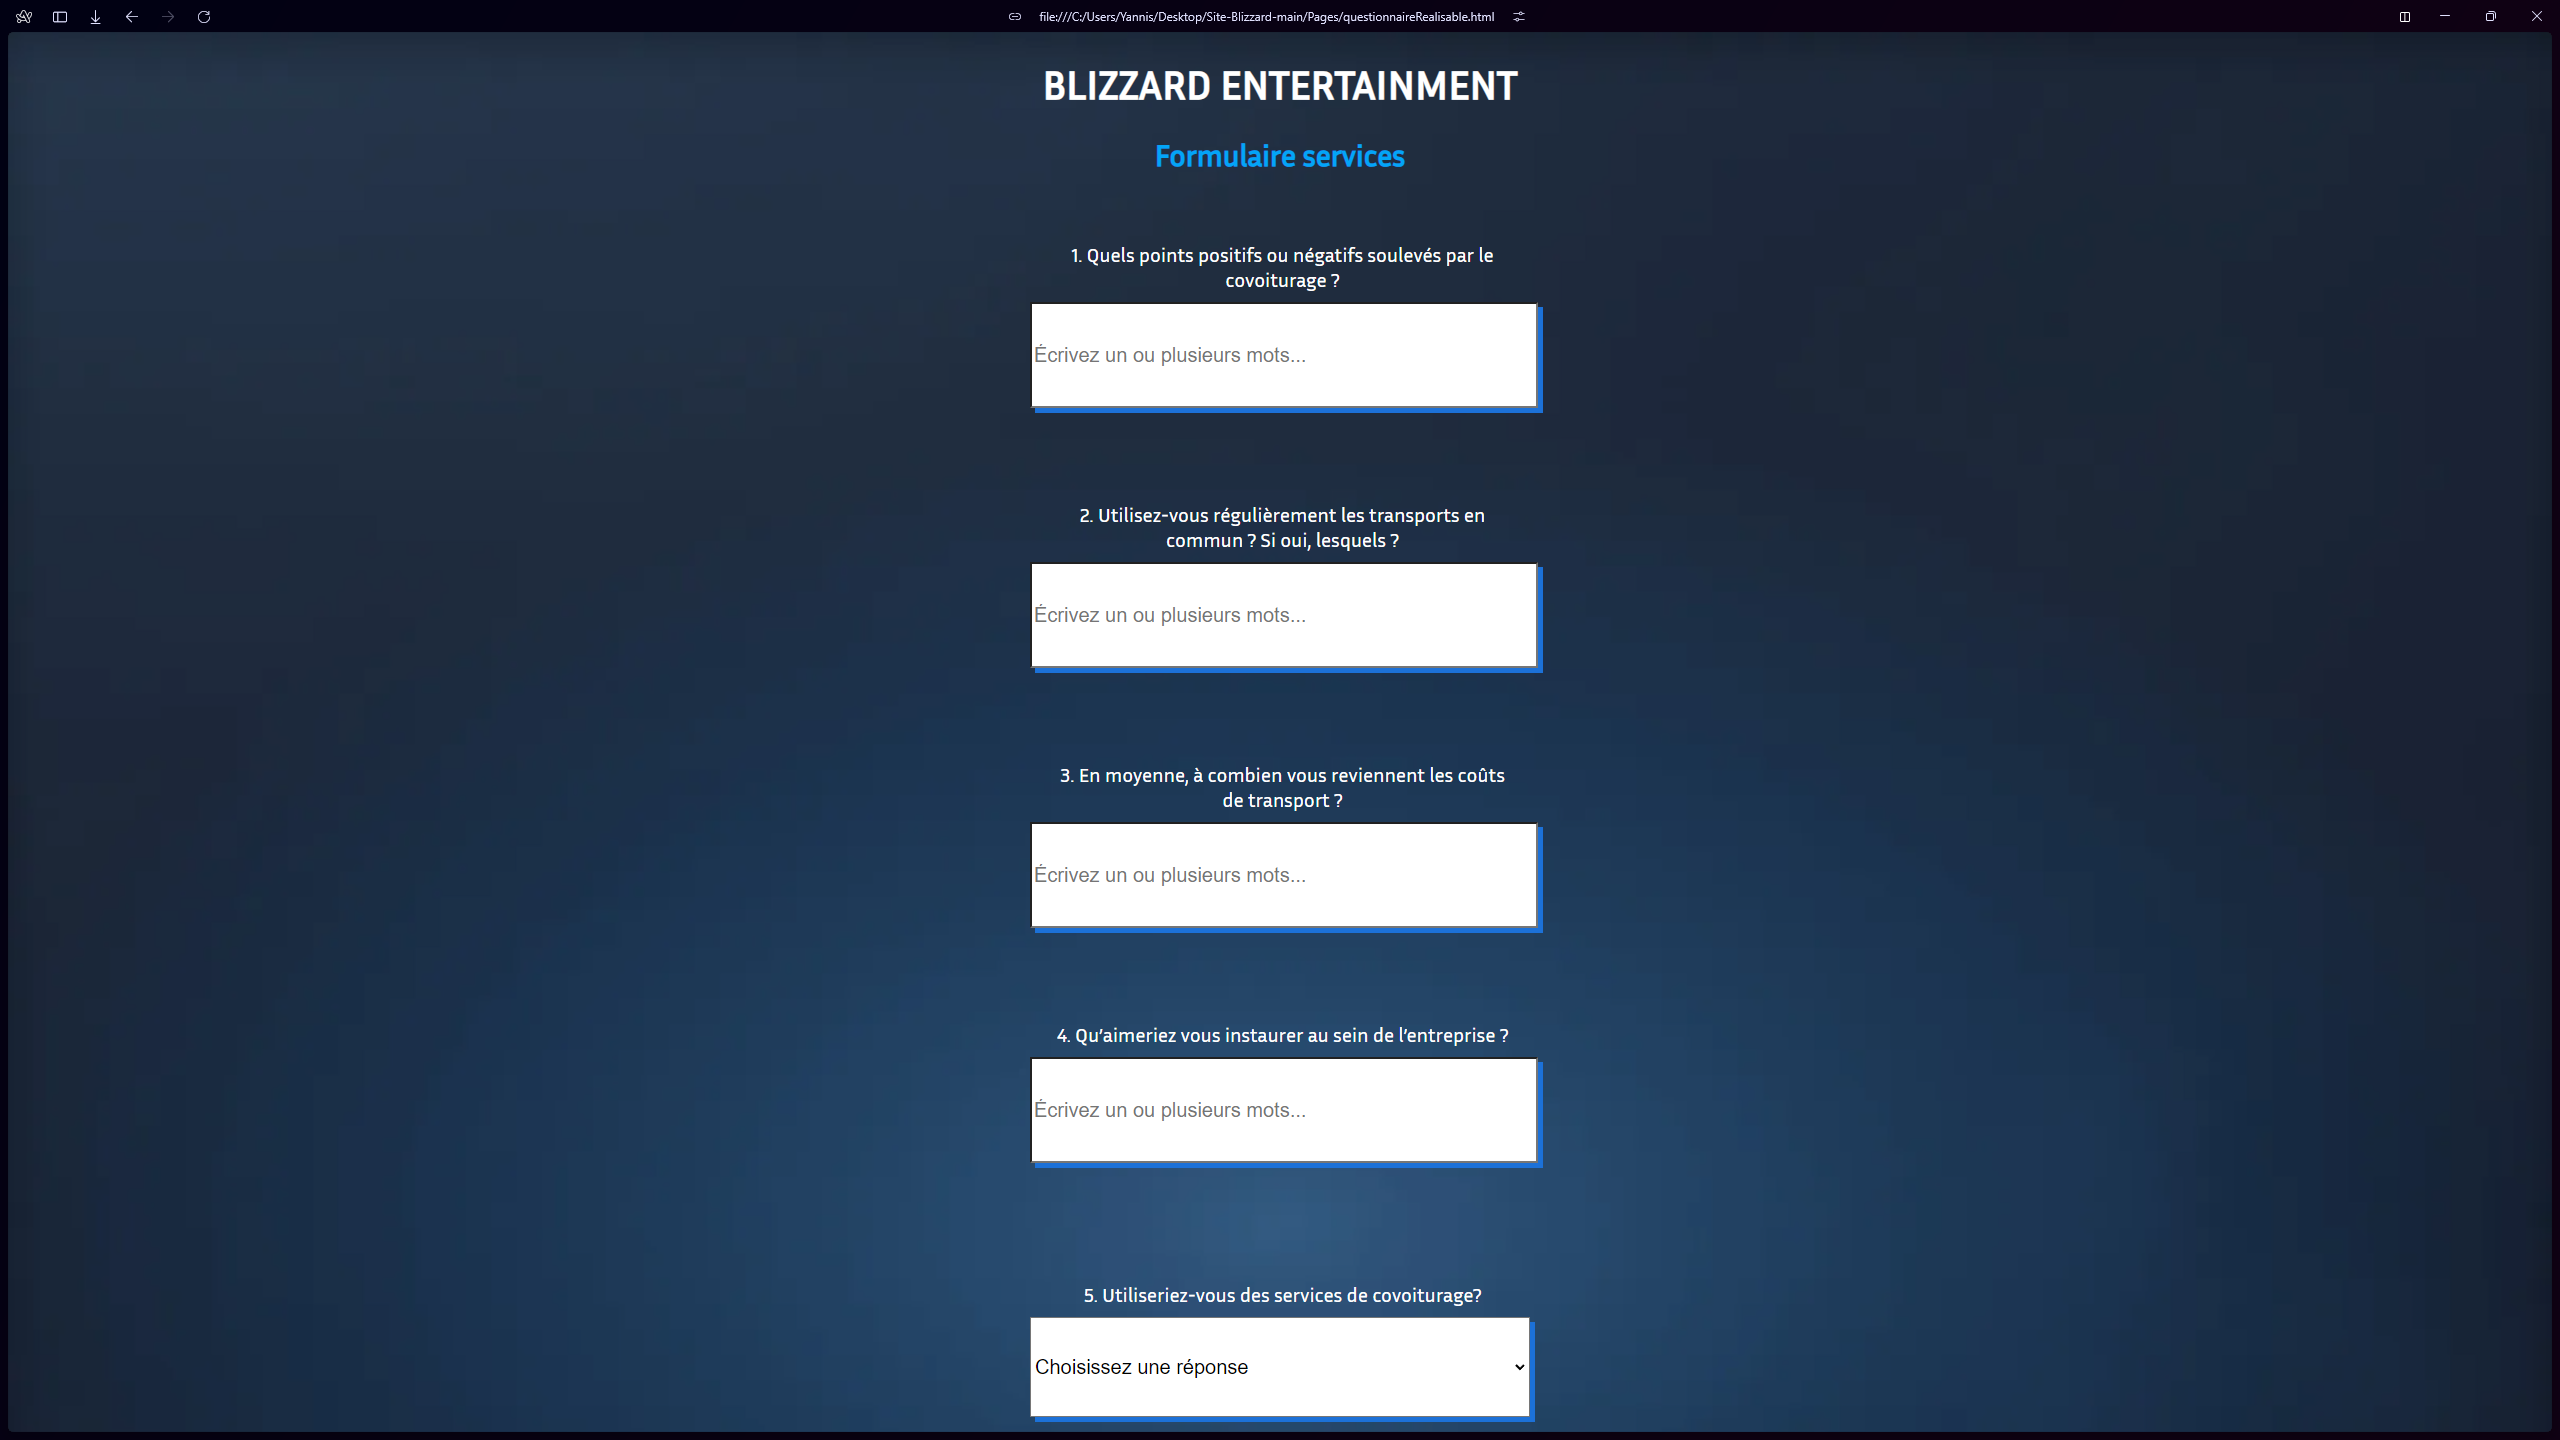 file:///C:/Users/Yannis/Desktop/Site-Blizzard-main/Pages/questionnaireRealisable.html
BLIZZARD ENTERTAINMENT
Formulaire services
1. Quels points positifs ou négatifs soulevés par le
covoiturage ?
Écrivez un ou plusieurs mots...
2. Utilisez-vous régulièrement les transports en
commun ? Si oui, lesquels ?
Écrivez un ou plusieurs mots...
3. En moyenne, à combien vous reviennent les coûts
de transport ?
Écrivez un ou plusieurs mots...
4. Qu’aimeriez vous instaurer au sein de l’entreprise ?
Écrivez un ou plusieurs mots...
5. Utiliseriez-vous des services de covoiturage?
Choisissez une réponse